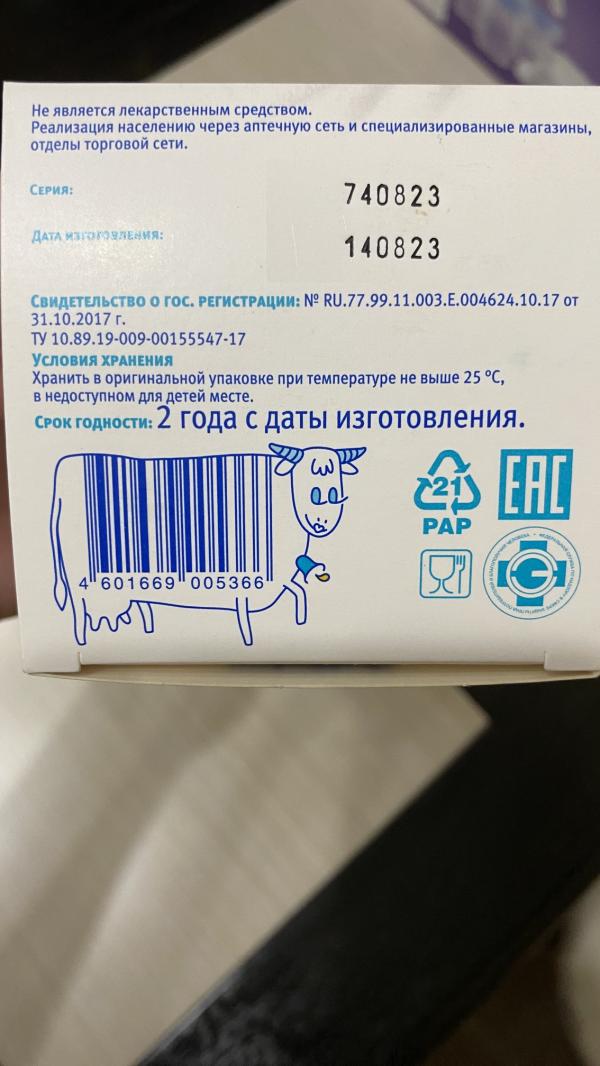 Не является лекарственным средством.
Реализация населению через аптечную сеть и специализированные магазины,
отделы торговой сети.
Серия: 740823
Дата изготовления: 140823
Свидетельство о гос. регистрации: № RU.77.99.11.003.Е.004624.10.17 от
31.10.2017 г.
ТУ 10.89.19-009-00155547-17
Условия хранения
Хранить в оригинальной упаковке при температуре не выше 25 °С,
в недоступном для детей месте.
Срок годности: 2 года с даты изготовления.
4 601669 005366
21
PAP
EAC